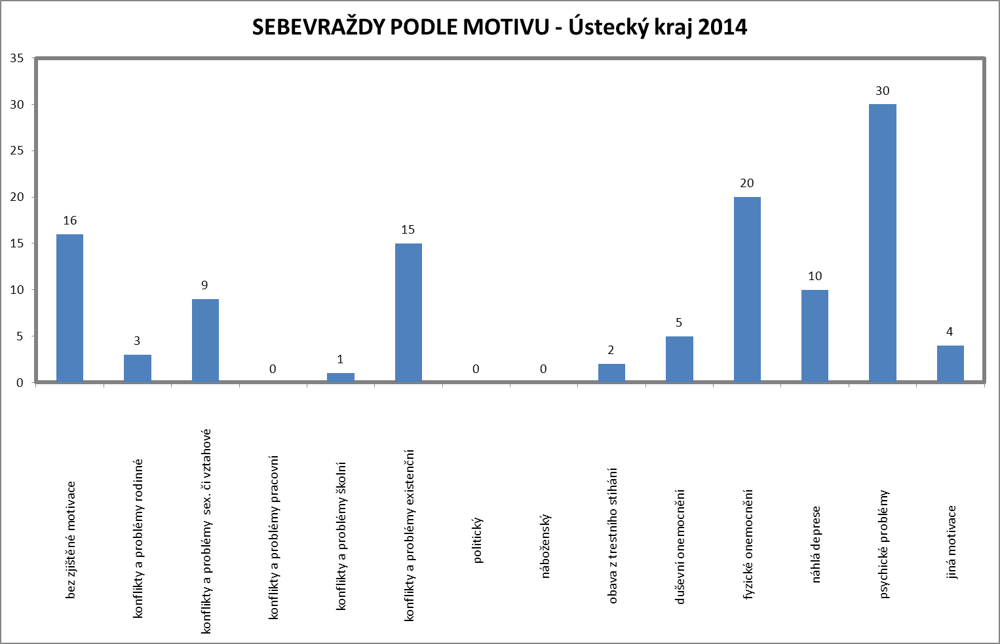 SEBEVRAŽDY PODLE MOTIVU - Ústecký kraj 2014
35
30
25
20
15
10
5
0
16
3
9
0
1
15
0
0
2
5
20
10
30
4
bez zjištěné motivace
konflikty a problémy rodinné
konflikty a problémy sex. či vztahové
konflikty a problémy pracovní
konflikty a problémy školní
konflikty a problémy existenční
politický
náboženský
obava z trestního stíhání
duševní onemocnění
fyzické onemocnění
náhlá deprese
psychické problémy
jiná motivace